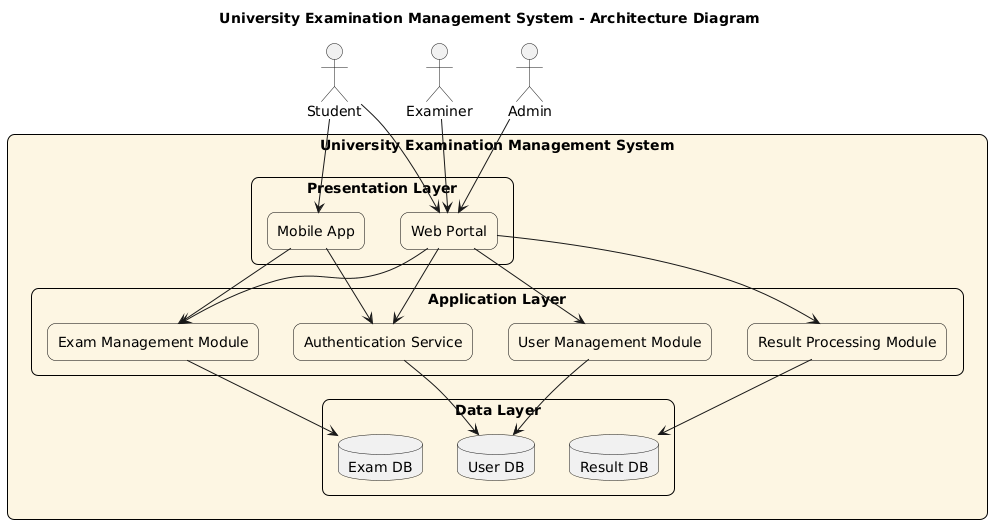 University Examination Management System - Architecture Diagram
Student
Examiner
Admin
University Examination Management System
Presentation Layer
Mobile App
Web Portal
Application Layer
Exam Management Module
Authentication Service
User Management Module
Result Processing Module
Data Layer
Exam DB
User DB
Result DB